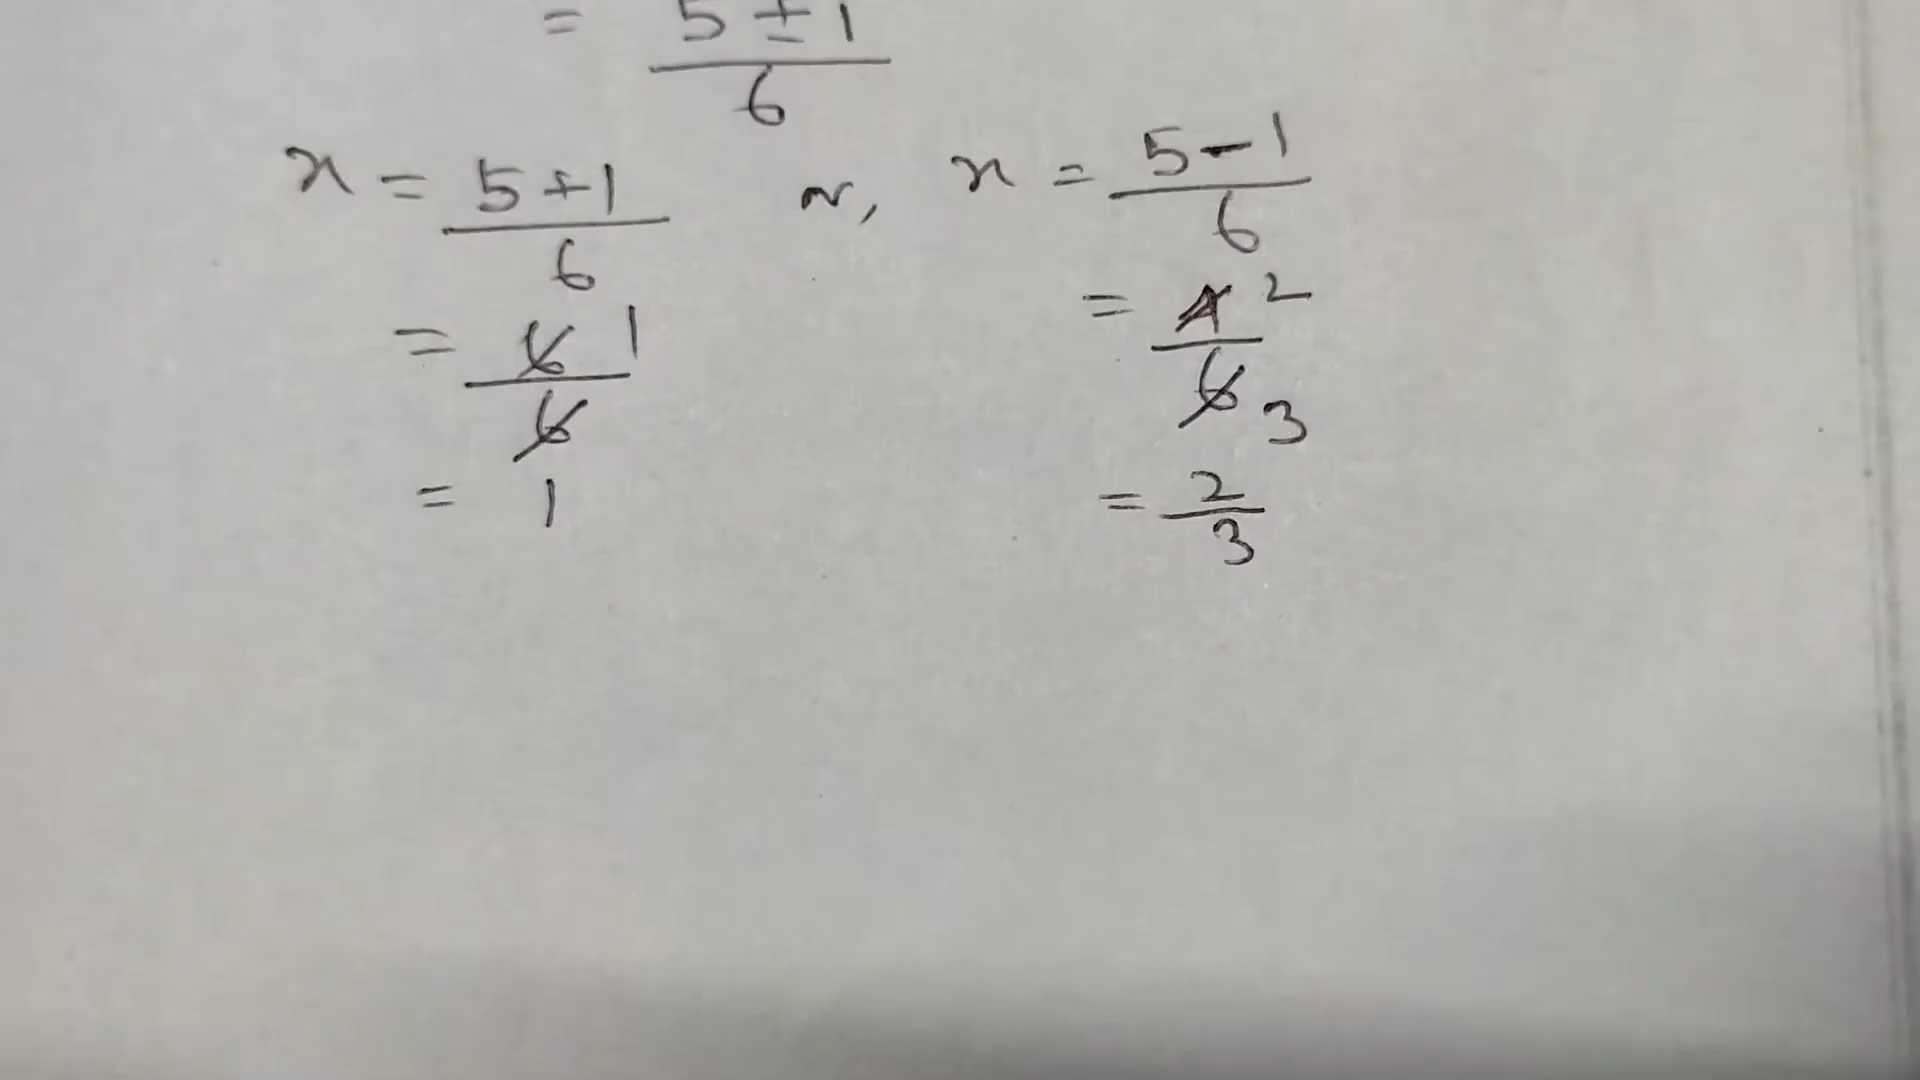 = 5 ± 1 / 6
x = 5 + 1 / 6 or, x = 5 - 1 / 6
= 6 1 / 6 = 4 2 / 6 3
= 1 = 2 / 3